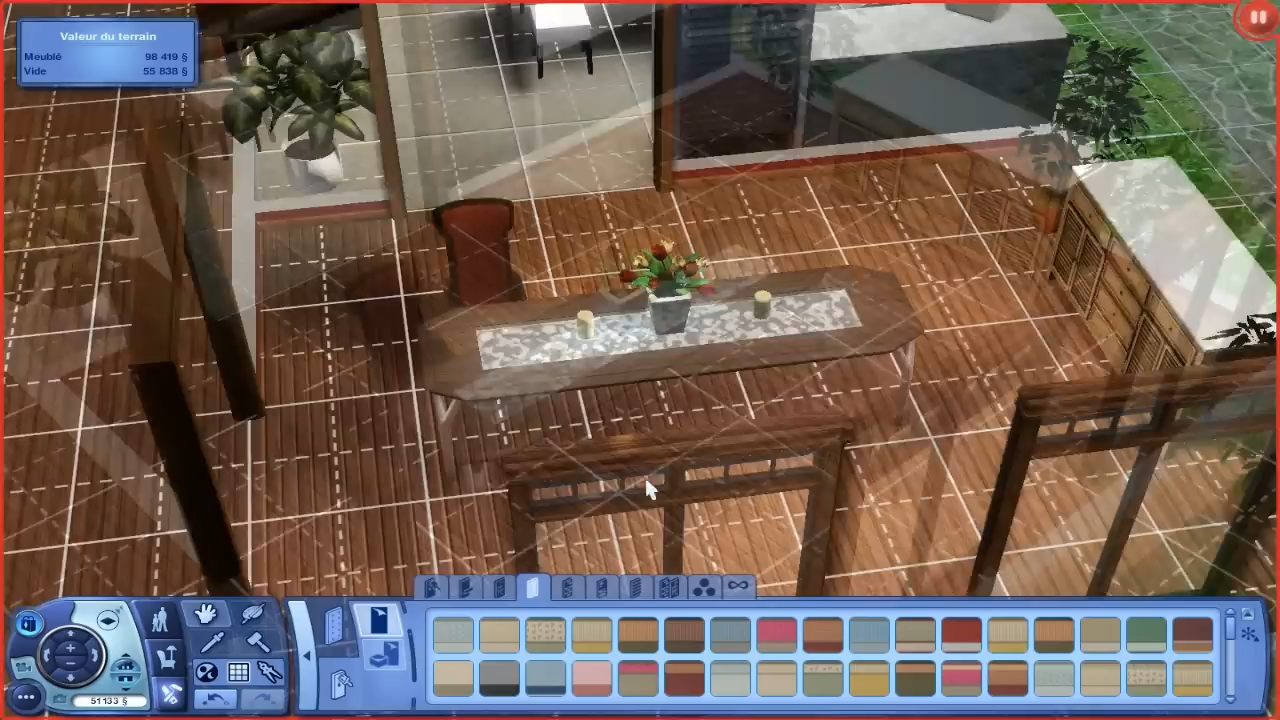 Valeur du terrain
Meublé 98 419 §
Vide 55 838 §
51133 §